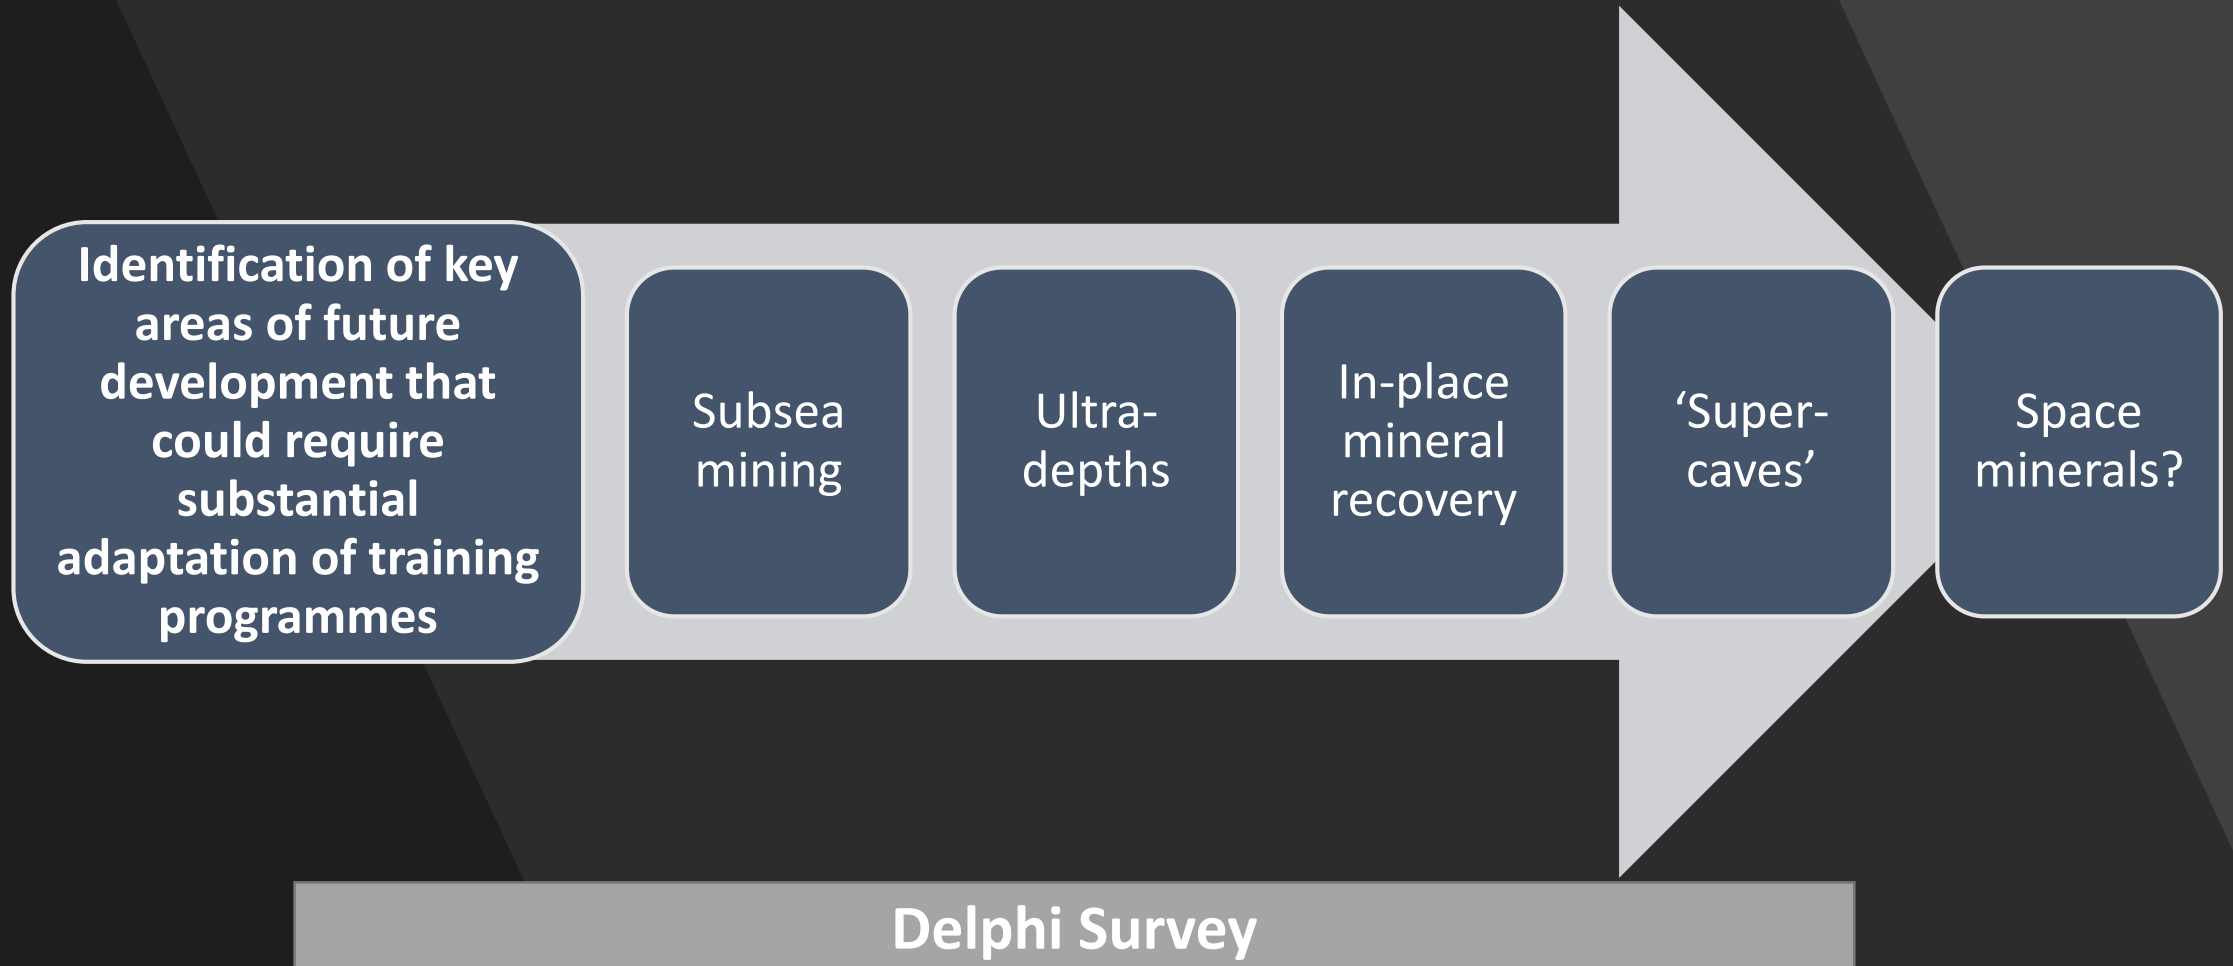 Identification of key
areas of future
development that
could require
substantial
adaptation of training
programmes
Subsea
mining
Ultra-
depths
In-place
mineral
recovery
‘Super-
caves’
Space
minerals?
Delphi Survey